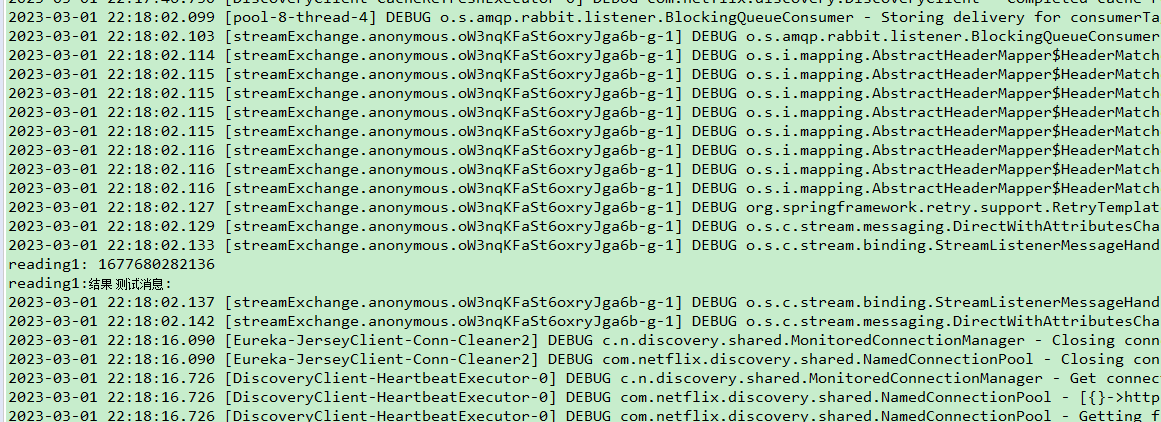 2023-03-01 22:18:02.099 [pool-8-thread-4] DEBUG o.s.amqp.rabbit.listener.BlockingQueueConsumer - Storing delivery for consumerTa
2023-03-01 22:18:02.103 [streamExchange.anonymous.oW3nqKFaSt6oxryJga6b-g-1] DEBUG o.s.amqp.rabbit.listener.BlockingQueueConsumer
2023-03-01 22:18:02.114 [streamExchange.anonymous.oW3nqKFaSt6oxryJga6b-g-1] DEBUG o.s.i.mapping.AbstractHeaderMapper$HeaderMatch
2023-03-01 22:18:02.115 [streamExchange.anonymous.oW3nqKFaSt6oxryJga6b-g-1] DEBUG o.s.i.mapping.AbstractHeaderMapper$HeaderMatch
2023-03-01 22:18:02.115 [streamExchange.anonymous.oW3nqKFaSt6oxryJga6b-g-1] DEBUG o.s.i.mapping.AbstractHeaderMapper$HeaderMatch
2023-03-01 22:18:02.115 [streamExchange.anonymous.oW3nqKFaSt6oxryJga6b-g-1] DEBUG o.s.i.mapping.AbstractHeaderMapper$HeaderMatch
2023-03-01 22:18:02.115 [streamExchange.anonymous.oW3nqKFaSt6oxryJga6b-g-1] DEBUG o.s.i.mapping.AbstractHeaderMapper$HeaderMatch
2023-03-01 22:18:02.116 [streamExchange.anonymous.oW3nqKFaSt6oxryJga6b-g-1] DEBUG o.s.i.mapping.AbstractHeaderMapper$HeaderMatch
2023-03-01 22:18:02.116 [streamExchange.anonymous.oW3nqKFaSt6oxryJga6b-g-1] DEBUG o.s.i.mapping.AbstractHeaderMapper$HeaderMatch
2023-03-01 22:18:02.116 [streamExchange.anonymous.oW3nqKFaSt6oxryJga6b-g-1] DEBUG o.s.i.mapping.AbstractHeaderMapper$HeaderMatch
2023-03-01 22:18:02.127 [streamExchange.anonymous.oW3nqKFaSt6oxryJga6b-g-1] DEBUG org.springframework.retry.support.RetryTemplat
2023-03-01 22:18:02.129 [streamExchange.anonymous.oW3nqKFaSt6oxryJga6b-g-1] DEBUG o.s.c.stream.messaging.DirectWithAttributesCha
2023-03-01 22:18:02.133 [streamExchange.anonymous.oW3nqKFaSt6oxryJga6b-g-1] DEBUG o.s.c.stream.binding.StreamListenerMessageHand
reading1: 1677680282136
reading1:结果 测试消息:
2023-03-01 22:18:02.137 [streamExchange.anonymous.oW3nqKFaSt6oxryJga6b-g-1] DEBUG o.s.c.stream.binding.StreamListenerMessageHand
2023-03-01 22:18:02.142 [streamExchange.anonymous.oW3nqKFaSt6oxryJga6b-g-1] DEBUG o.s.c.stream.messaging.DirectWithAttributesCha
2023-03-01 22:18:16.090 [Eureka-JerseyClient-Conn-Cleaner2] DEBUG c.n.discovery.shared.MonitoredConnectionManager - Closing conn
2023-03-01 22:18:16.090 [Eureka-JerseyClient-Conn-Cleaner2] DEBUG com.netflix.discovery.shared.NamedConnectionPool - Closing con
2023-03-01 22:18:16.726 [DiscoveryClient-HeartbeatExecutor-0] DEBUG c.n.discovery.shared.MonitoredConnectionManager - Get connec
2023-03-01 22:18:16.726 [DiscoveryClient-HeartbeatExecutor-0] DEBUG com.netflix.discovery.shared.NamedConnectionPool - [{}->http
2023-03-01 22:18:16.726 [DiscoveryClient-HeartbeatExecutor-0] DEBUG com.netflix.discovery.shared.NamedConnectionPool - Getting f